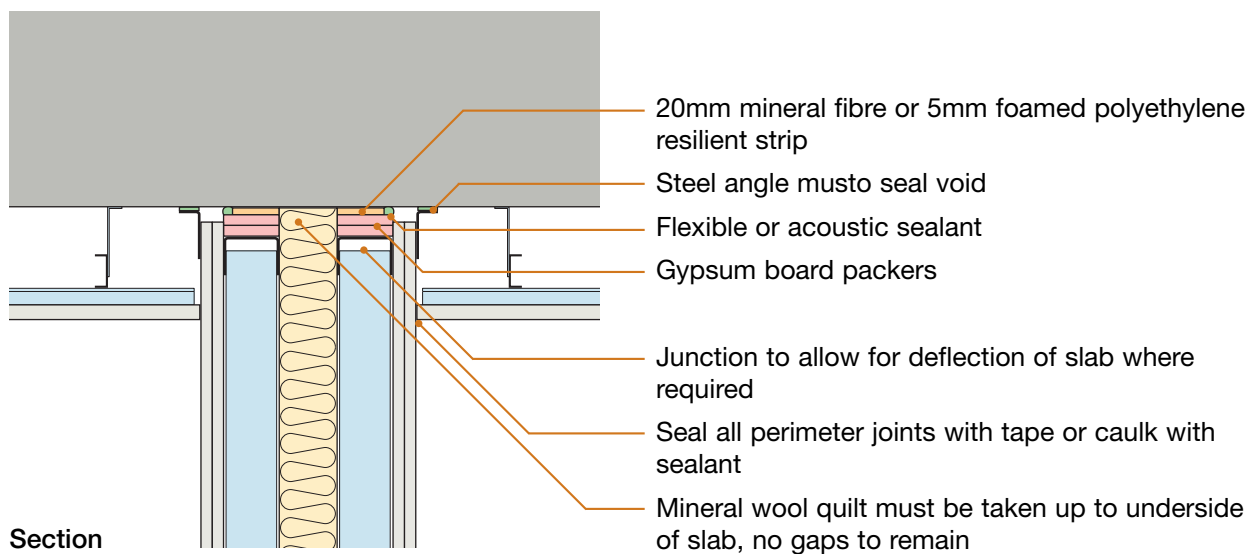 20mm mineral fibre or 5mm foamed polyethylene
resilient strip
Steel angle musto seal void
Flexible or acoustic sealant
Gypsum board packers
Junction to allow for deflection of slab where
required
Seal all perimeter joints with tape or caulk with
sealant
Mineral wool quilt must be taken up to underside
of slab, no gaps to remain
Section